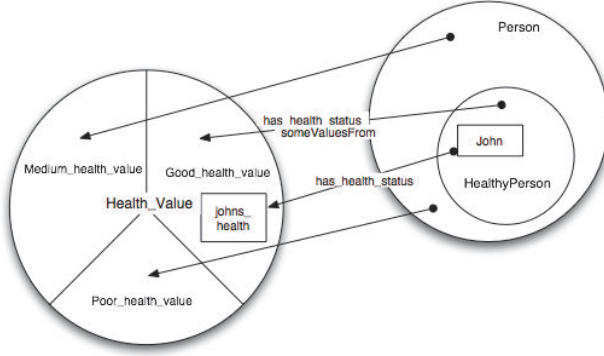 Person
has_health_status
someValuesFrom
John
Medium_health_value
Good_health_value
has_health_status
HealthyPerson
Health_Value
johns_
health
Poor_health_value